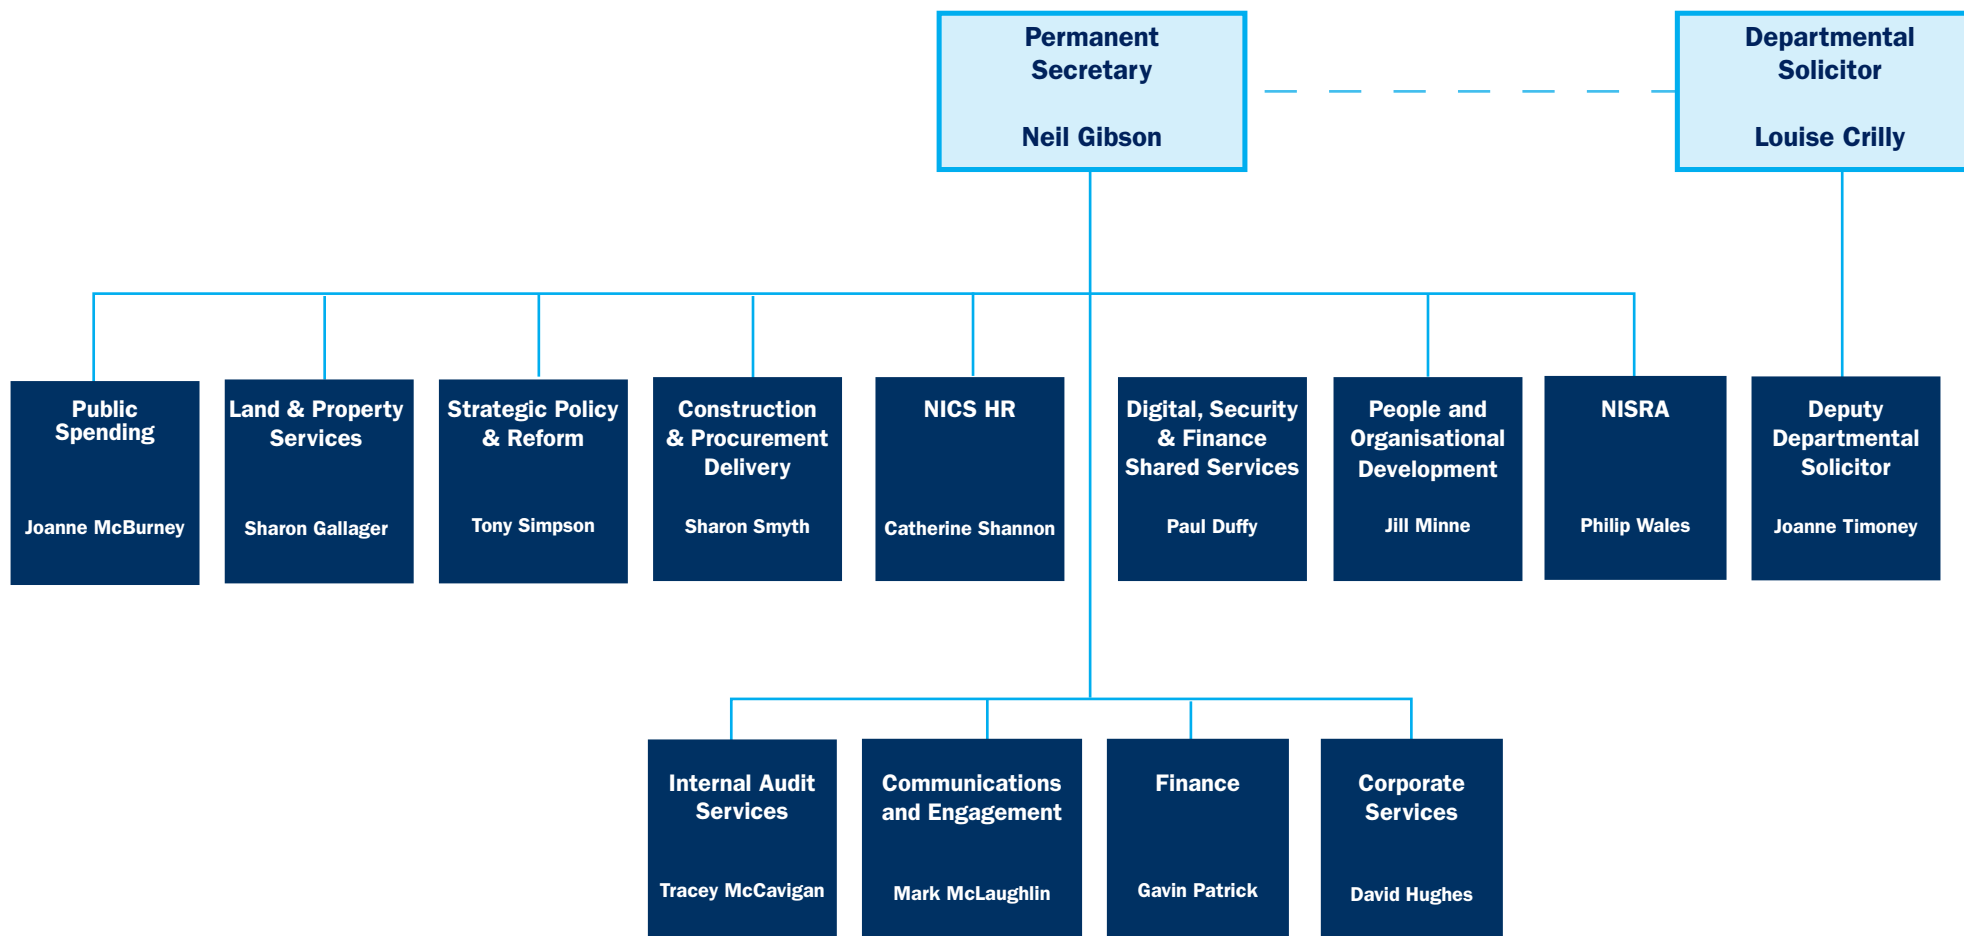 Permanent
Secretary
Neil Gibson
Departmental
Solicitor
Louise Crilly
Public
Spending
Joanne McBurney
Land & Property
Services
Sharon Gallager
Strategic Policy
& Reform
Tony Simpson
Construction
& Procurement
Delivery
Sharon Smyth
NICS HR
Catherine Shannon
Digital, Security
& Finance
Shared Services
Paul Duffy
People and
Organisational
Development
Jill Minne
NISRA
Philip Wales
Deputy
Departmental
Solicitor
Joanne Timoney
Internal Audit
Services
Tracey McCavigan
Communications
and Engagement
Mark McLaughlin
Finance
Gavin Patrick
Corporate
Services
David Hughes